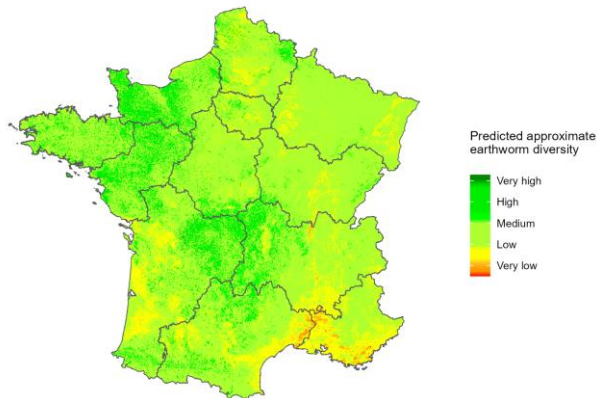 Predicted approximate
earthworm diversity
Very high
High
Medium
Low
Very low